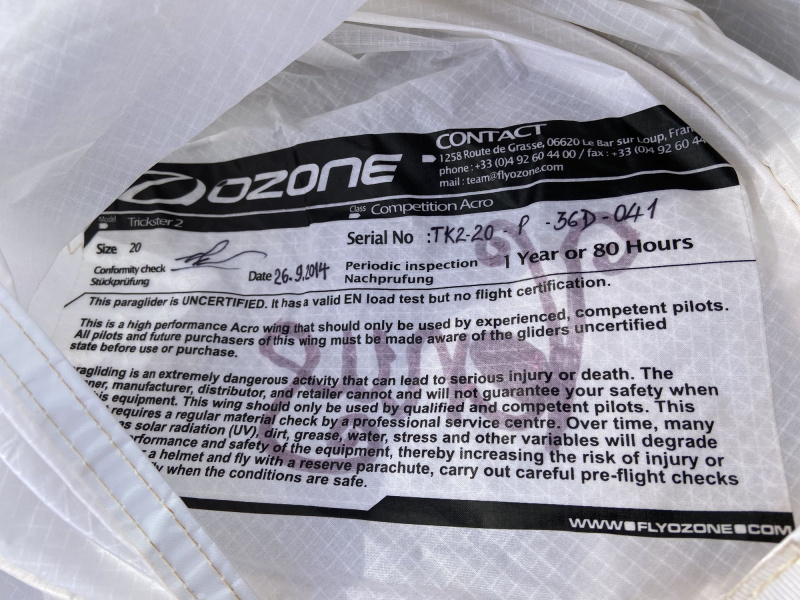 OZONE
CONTACT
1258 Route de Grasse, 06620 Le Bar sur Loup, Fran
phone : +33 (0)4 92 60 44 00 / fax : +33 (0)4 92 60 44
mail : team@flyozone.com
Model Trickster 2
Class Competition Acro
Size 20
Serial No : TK2-20 - P - 36D - 041
Conformity check
Stückprüfung
Date 26.9.2014
Periodic inspection 1 Year or 80 Hours
Nachprufung
This paraglider is UNCERTIFIED. It has a valid EN load test but no flight certification.
This is a high performance Acro wing that should only be used by experienced, competent pilots.
All pilots and future purchasers of this wing must be made aware of the gliders uncertified
state before use or purchase.
ragliding is an extremely dangerous activity that can lead to serious injury or death. The
ner, manufacturer, distributor, and retailer cannot and will not guarantee your safety when
is equipment. This wing should only be used by qualified and competent pilots. This
requires a regular material check by a professional service centre. Over time, many
as solar radiation (UV), dirt, grease, water, stress and other variables will degrade
erformance and safety of the equipment, thereby increasing the risk of injury or
r a helmet and fly with a reserve parachute, carry out careful pre-flight checks
ly when the conditions are safe.
WWW.FLYOZONE.COM